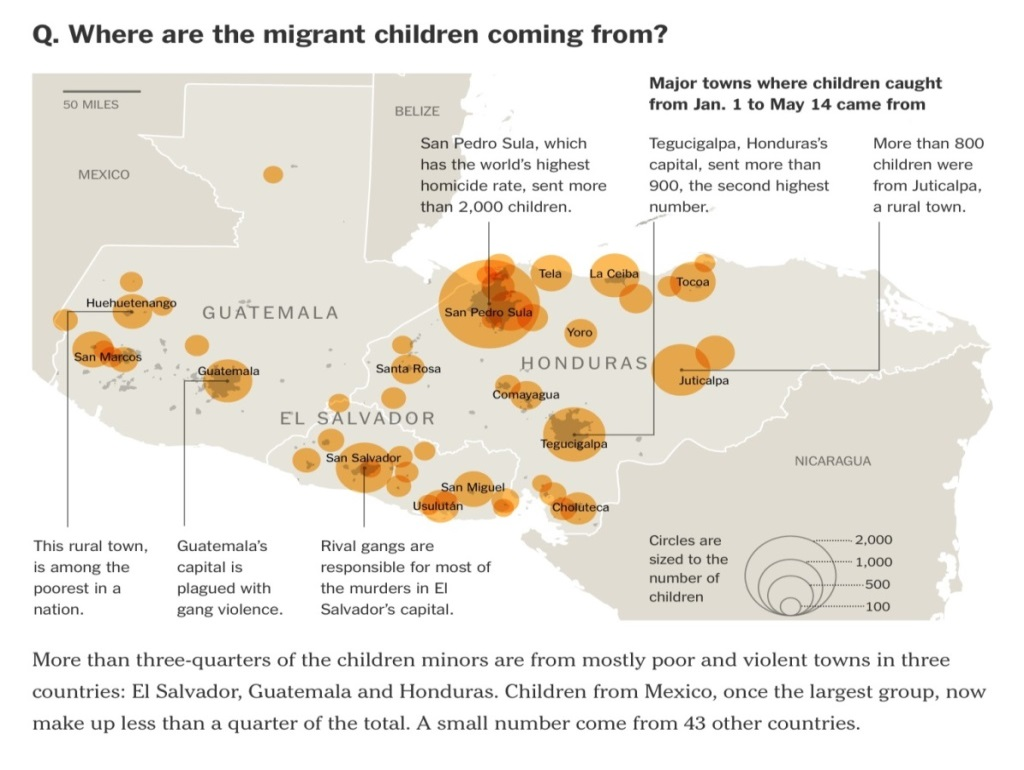 Q. Where are the migrant children coming from?
50 MILES
MEXICO
BELIZE
Major towns where children caught
from Jan. 1 to May 14 came from
San Pedro Sula, which
has the world's highest
homicide rate, sent more
than 2,000 children.
Tegucigalpa, Honduras's
capital, sent more than
900, the second highest
number.
More than 800
children were
from Juticalpa,
a rural town.
Tela
La Ceiba
Tocoa
Huehuetenango
GUATEMALA
San Pedro Sula
Yoro
San Marcos
Guatemala
Santa Rosa
HONDURAS
Juticalpa
Comayagua
EL SALVADOR
Tegucigalpa
San Salvador
NICARAGUA
San Miguel
Usulután
Choluteca
This rural town,
is among the
poorest in a
nation.
Guatemala's
capital is
plagued with
gang violence.
Rival gangs are
responsible for most of
the murders in El
Salvador's capital.
Circles are
sized to the
number of
children
2,000
1,000
500
100
More than three-quarters of the children minors are from mostly poor and violent towns in three
countries: El Salvador, Guatemala and Honduras. Children from Mexico, once the largest group, now
make up less than a quarter of the total. A small number come from 43 other countries.